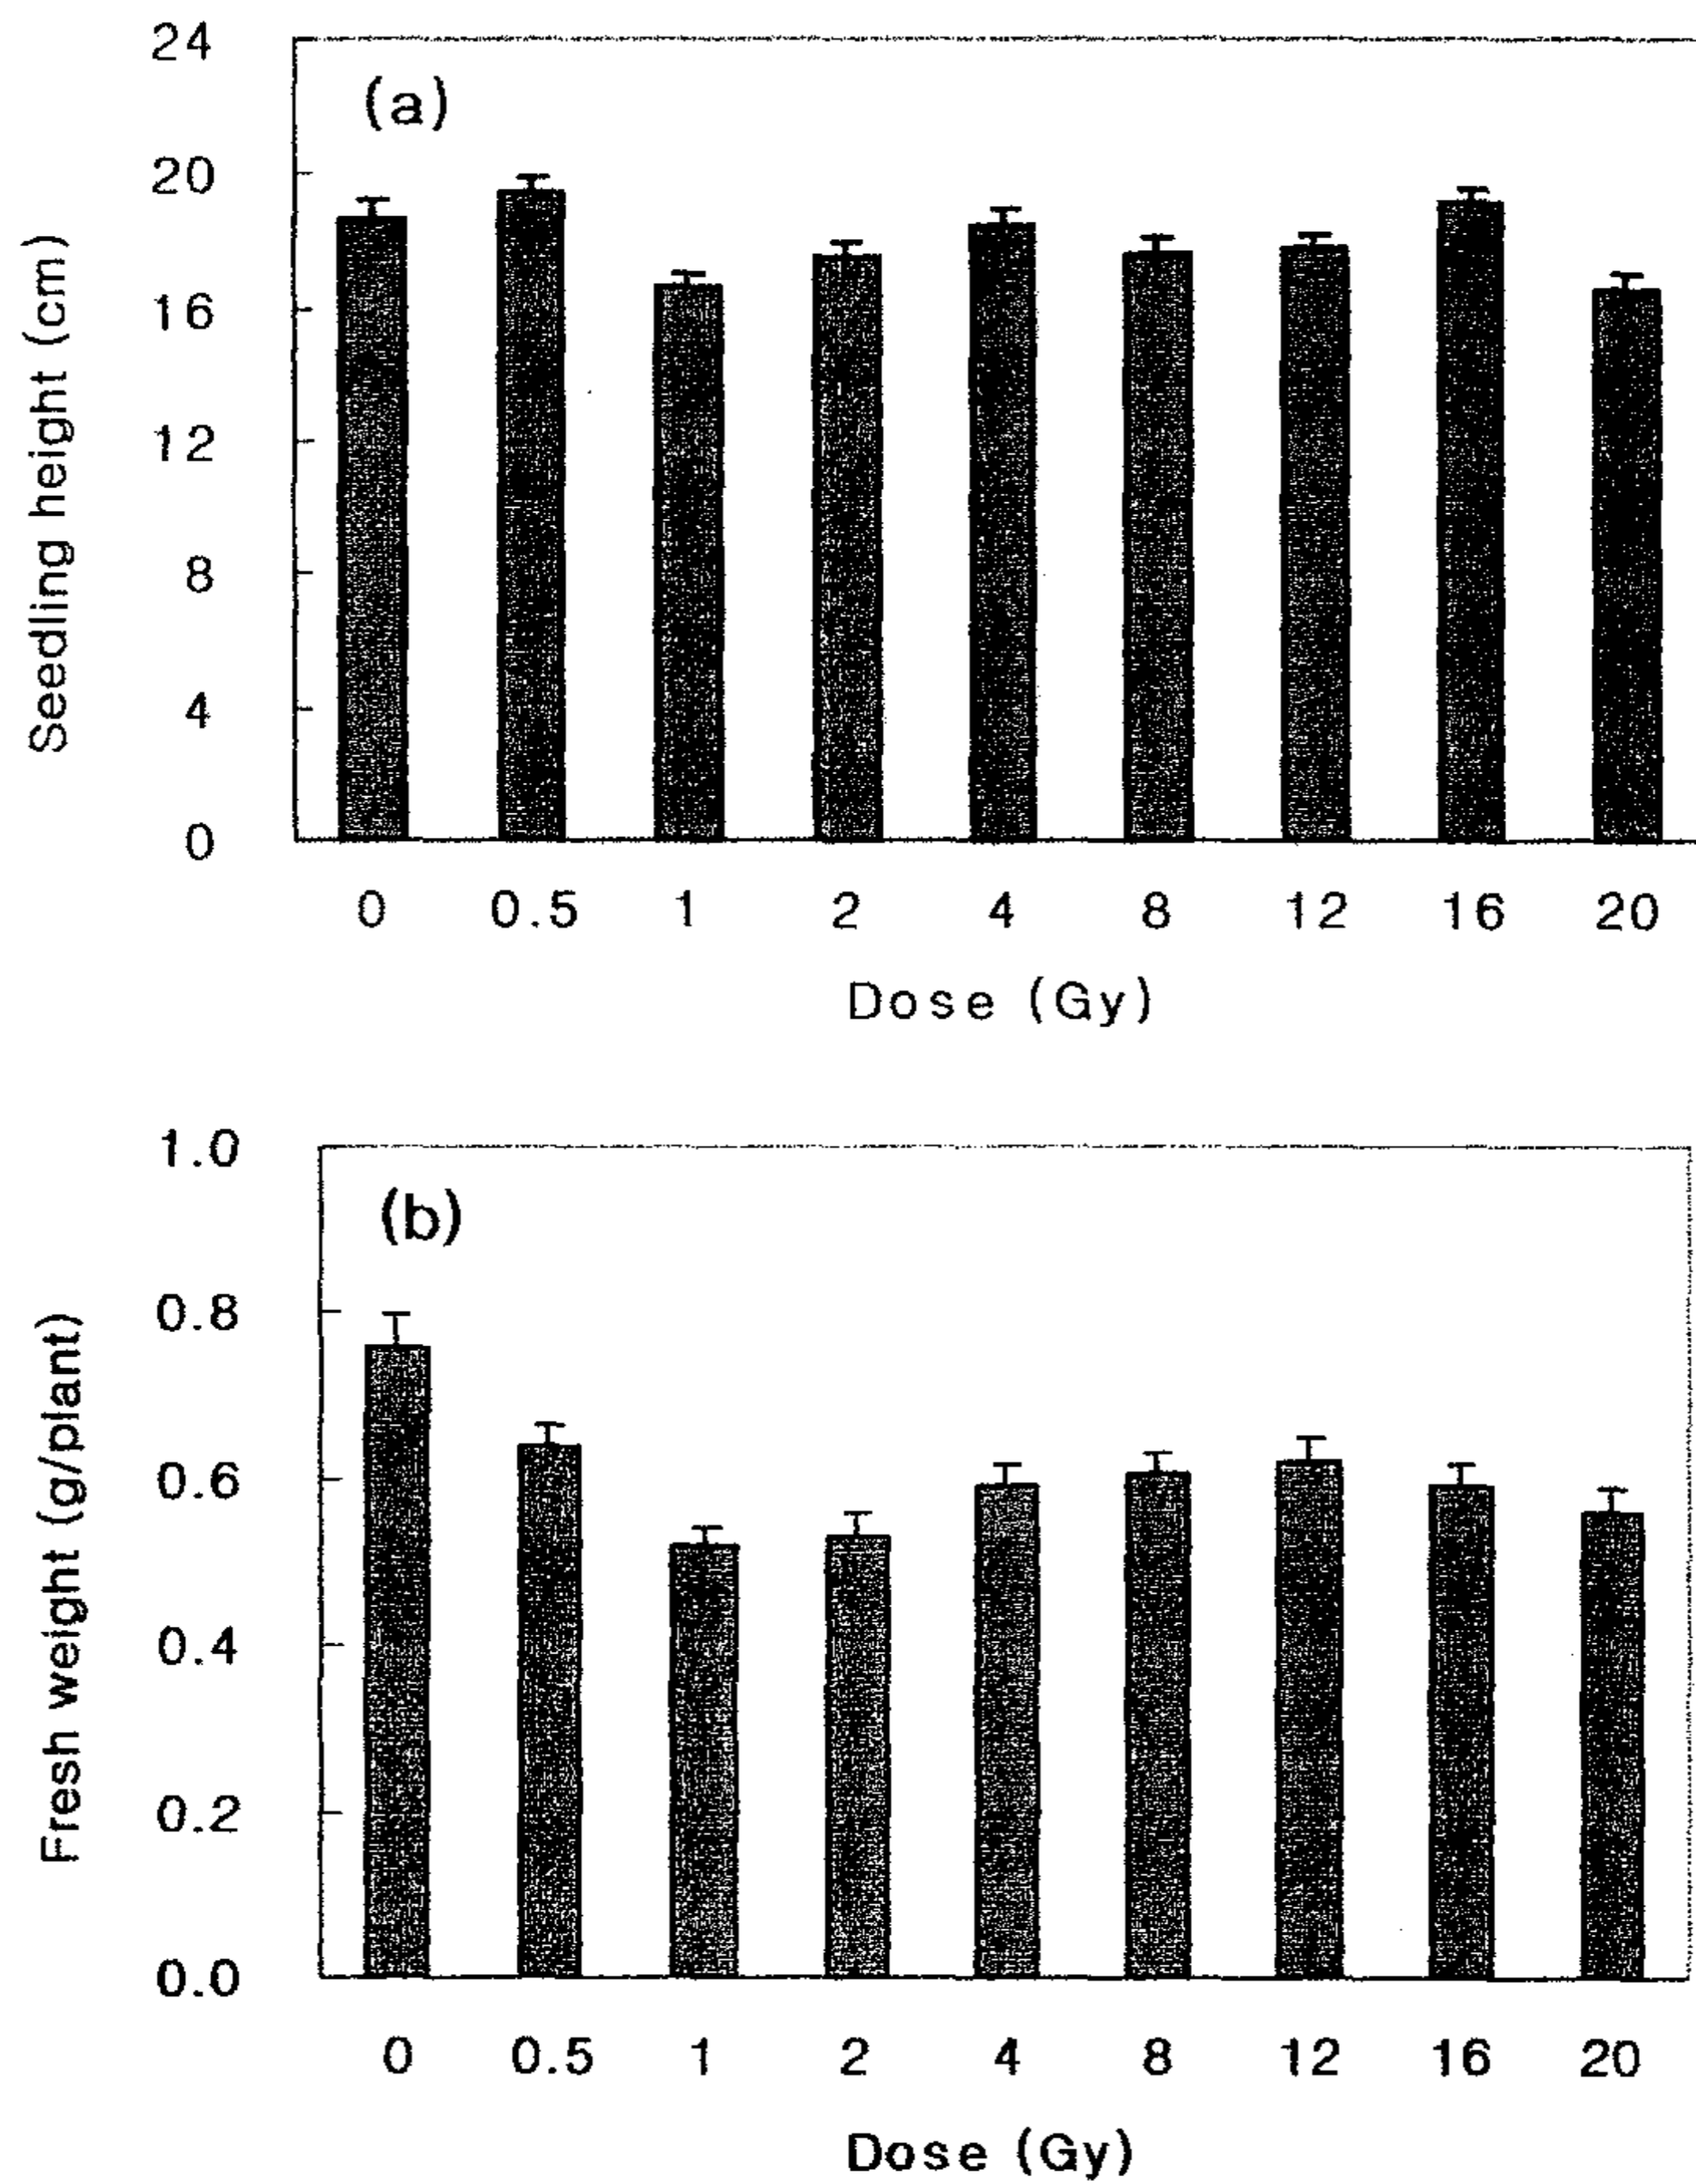 24
(a)
20
16
12
8
4
0
Seedling height (cm)
0 0.5 1 2 4 8 12 16 20
Dose (Gy)
1.0
(b)
0.8
0.6
0.4
0.2
0.0
Fresh weight (g/plant)
0 0.5 1 2 4 8 12 16 20
Dose (Gy)